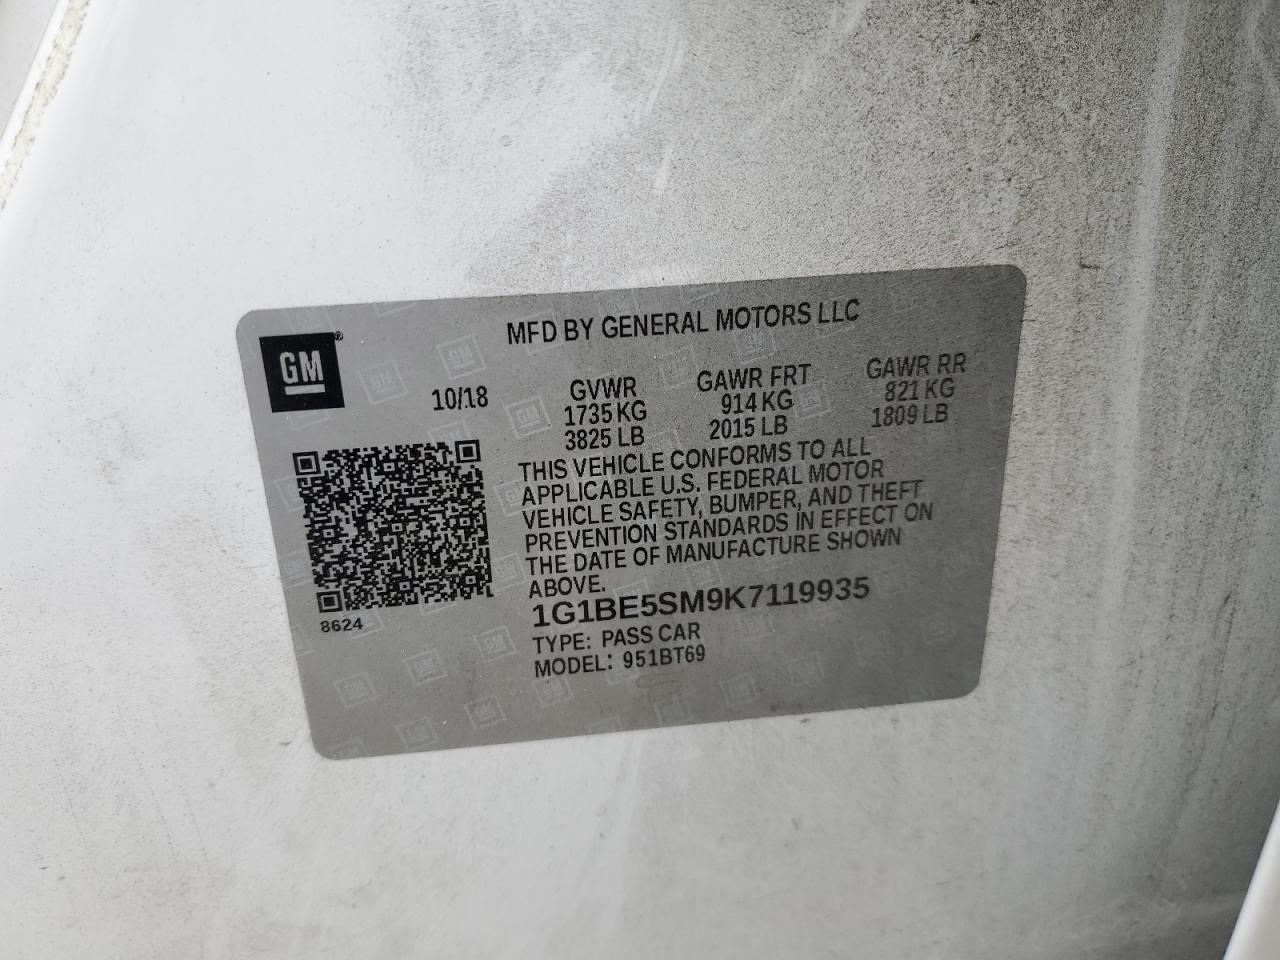 MFD BY GENERAL MOTORS LLC
GM
10/18
GVWR
1735 KG
3825 LB
GAWR FRT
914 KG
2015 LB
GAWR RR
821 KG
1809 LB
THIS VEHICLE CONFORMS TO ALL
APPLICABLE U.S. FEDERAL MOTOR
VEHICLE SAFETY, BUMPER, AND THEFT
PREVENTION STANDARDS IN EFFECT ON
THE DATE OF MANUFACTURE SHOWN
ABOVE.
8624
1G1BE5SM9K7119935
TYPE: PASS CAR
MODEL: 951BT69